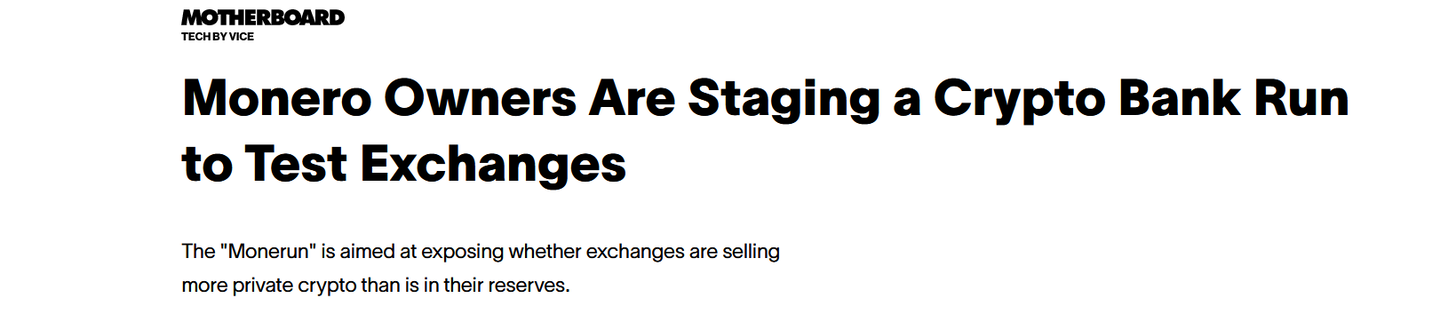 MOTHERBOARD
TECH BY VICE
Monero Owners Are Staging a Crypto Bank Run
to Test Exchanges
The "Monerun" is aimed at exposing whether exchanges are selling
more private crypto than is in their reserves.